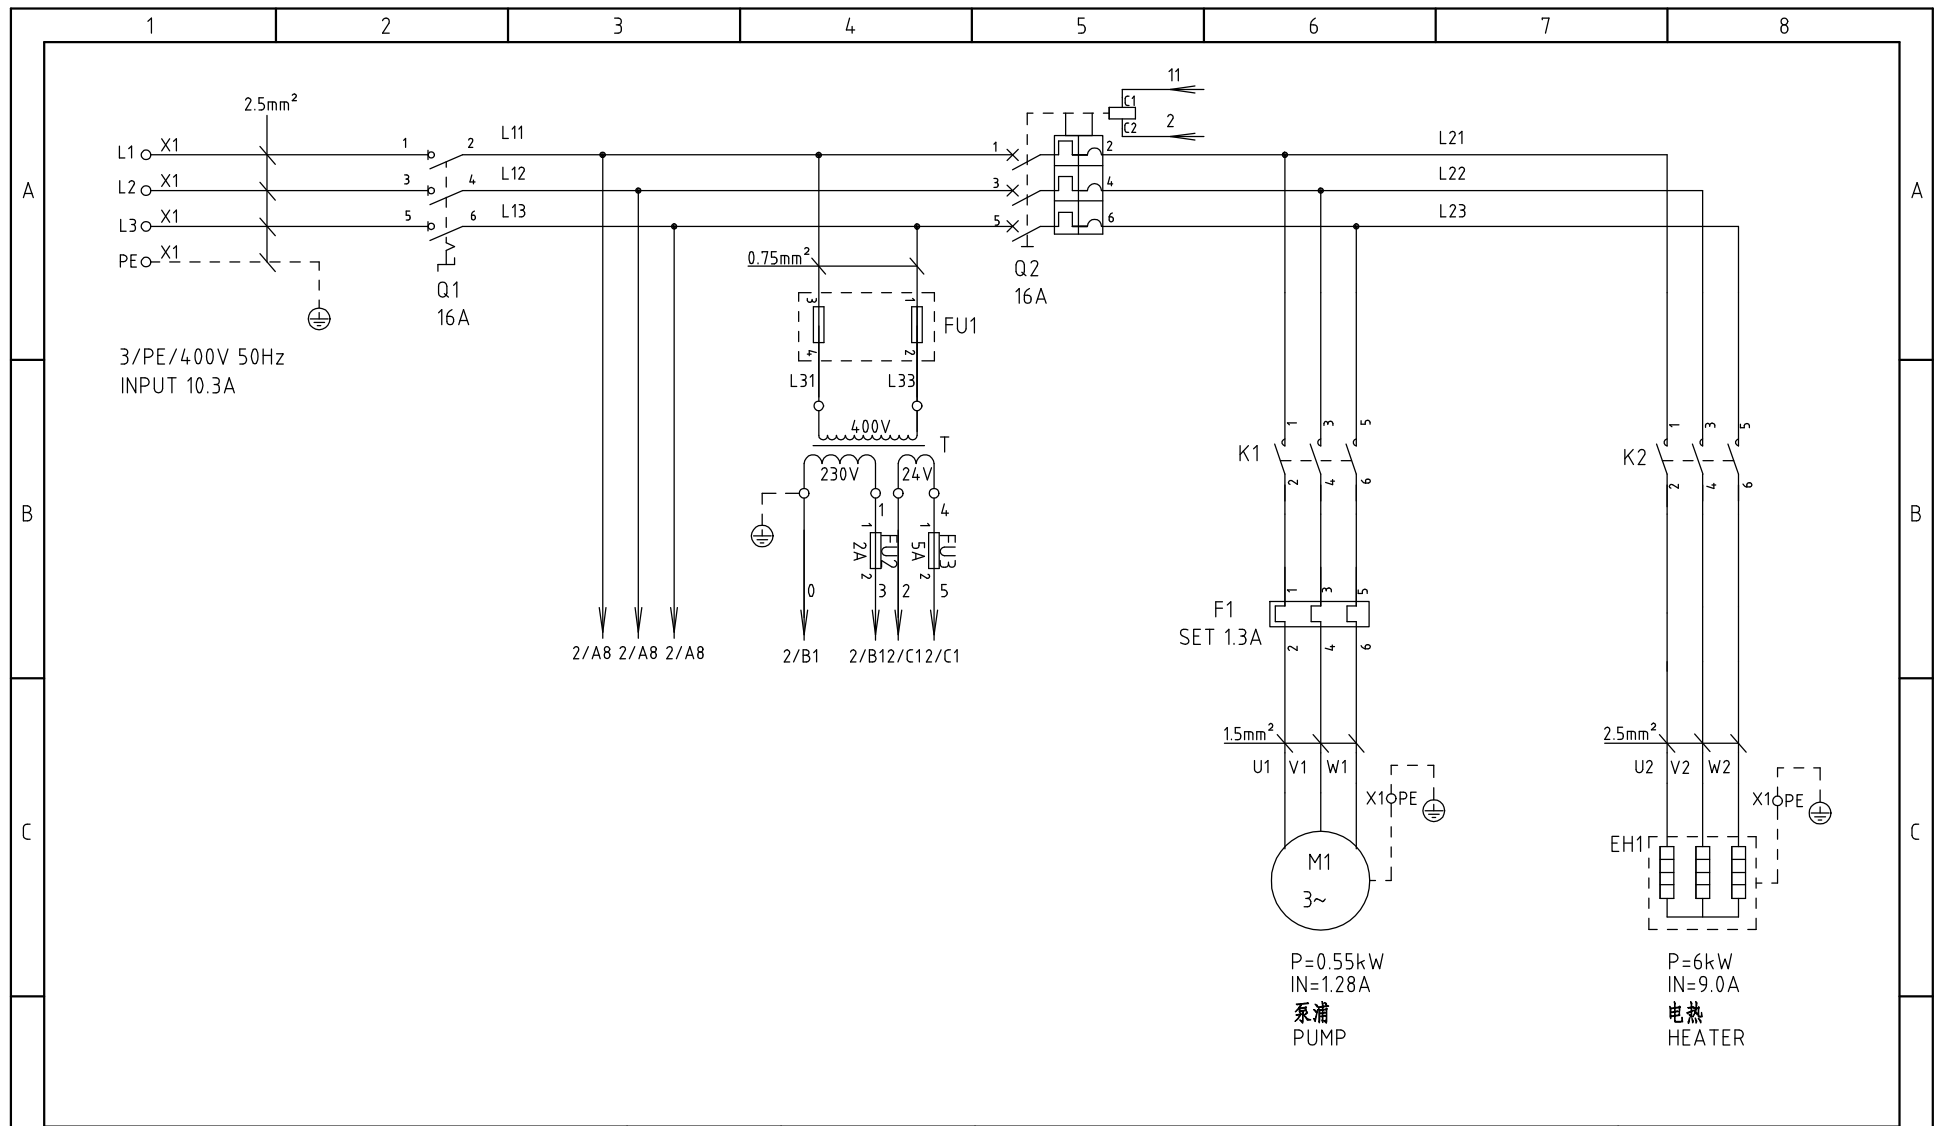 1 2 3 4 5 6 7 8
A A
B B
C C
2.5mm²
L1 X1
L2 X1
L3 X1
PE X1
3/PE/400V 50Hz
INPUT 10.3A
1 2 L11
3 4 L12
5 6 L13
Q1
16A
2/A8 2/A8 2/A8
0.75mm²
3 1
FU1
4 2
L31 L33
400V
T
230V 24V
1 4
1 1
2A FU2 5A FU3
2 2
0 3 2 5
2/B1 2/B1 2/C1 2/C1
11
C1
C2
2
1 2
3 4
5 6
Q2
16A
L21
L22
L23
1 3 5
K1
2 4 6
1 3 5
F1
SET 1.3A
2 4 6
1.5mm²
U1 V1 W1
X1 PE
M1
3~
P=0.55kW
IN=1.28A
泵浦
PUMP
1 3 5
K2
2 4 6
2.5mm²
U2 V2 W2
X1 PE
EH1
P=6kW
IN=9.0A
电热
HEATER